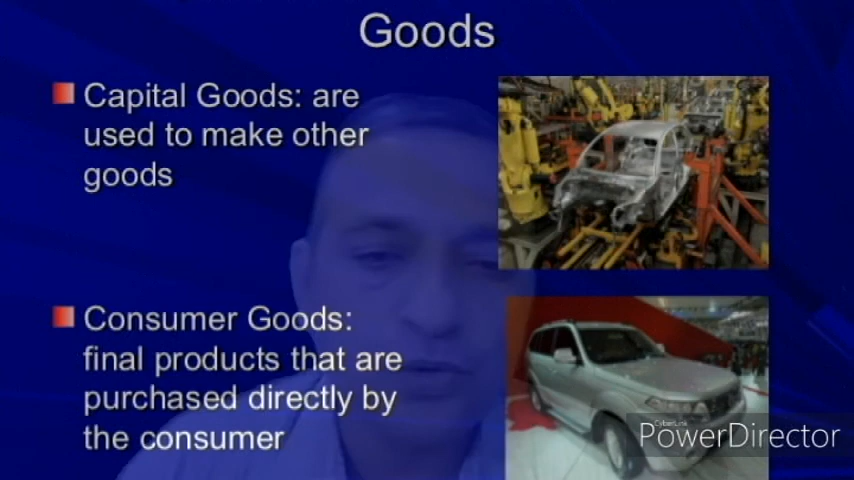 Goods
Capital Goods: are
used to make other
goods
Consumer Goods:
final products that are
purchased directly by
the consumer
CyberLink
PowerDirector